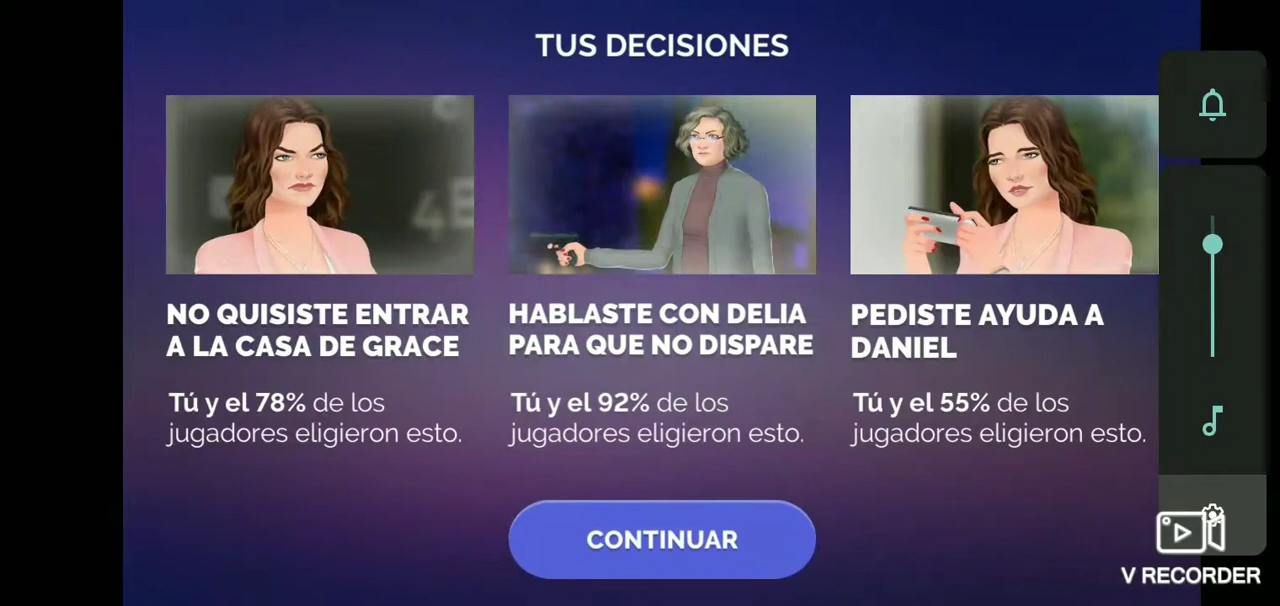 TUS DECISIONES
NO QUISISTE ENTRAR
A LA CASA DE GRACE
Tú y el 78% de los
jugadores eligieron esto.
HABLASTE CON DELIA
PARA QUE NO DISPARE
Tú y el 92% de los
jugadores eligieron esto.
PEDISTE AYUDA A
DANIEL
Tú y el 55% de los
jugadores eligieron esto.
CONTINUAR
V RECORDER